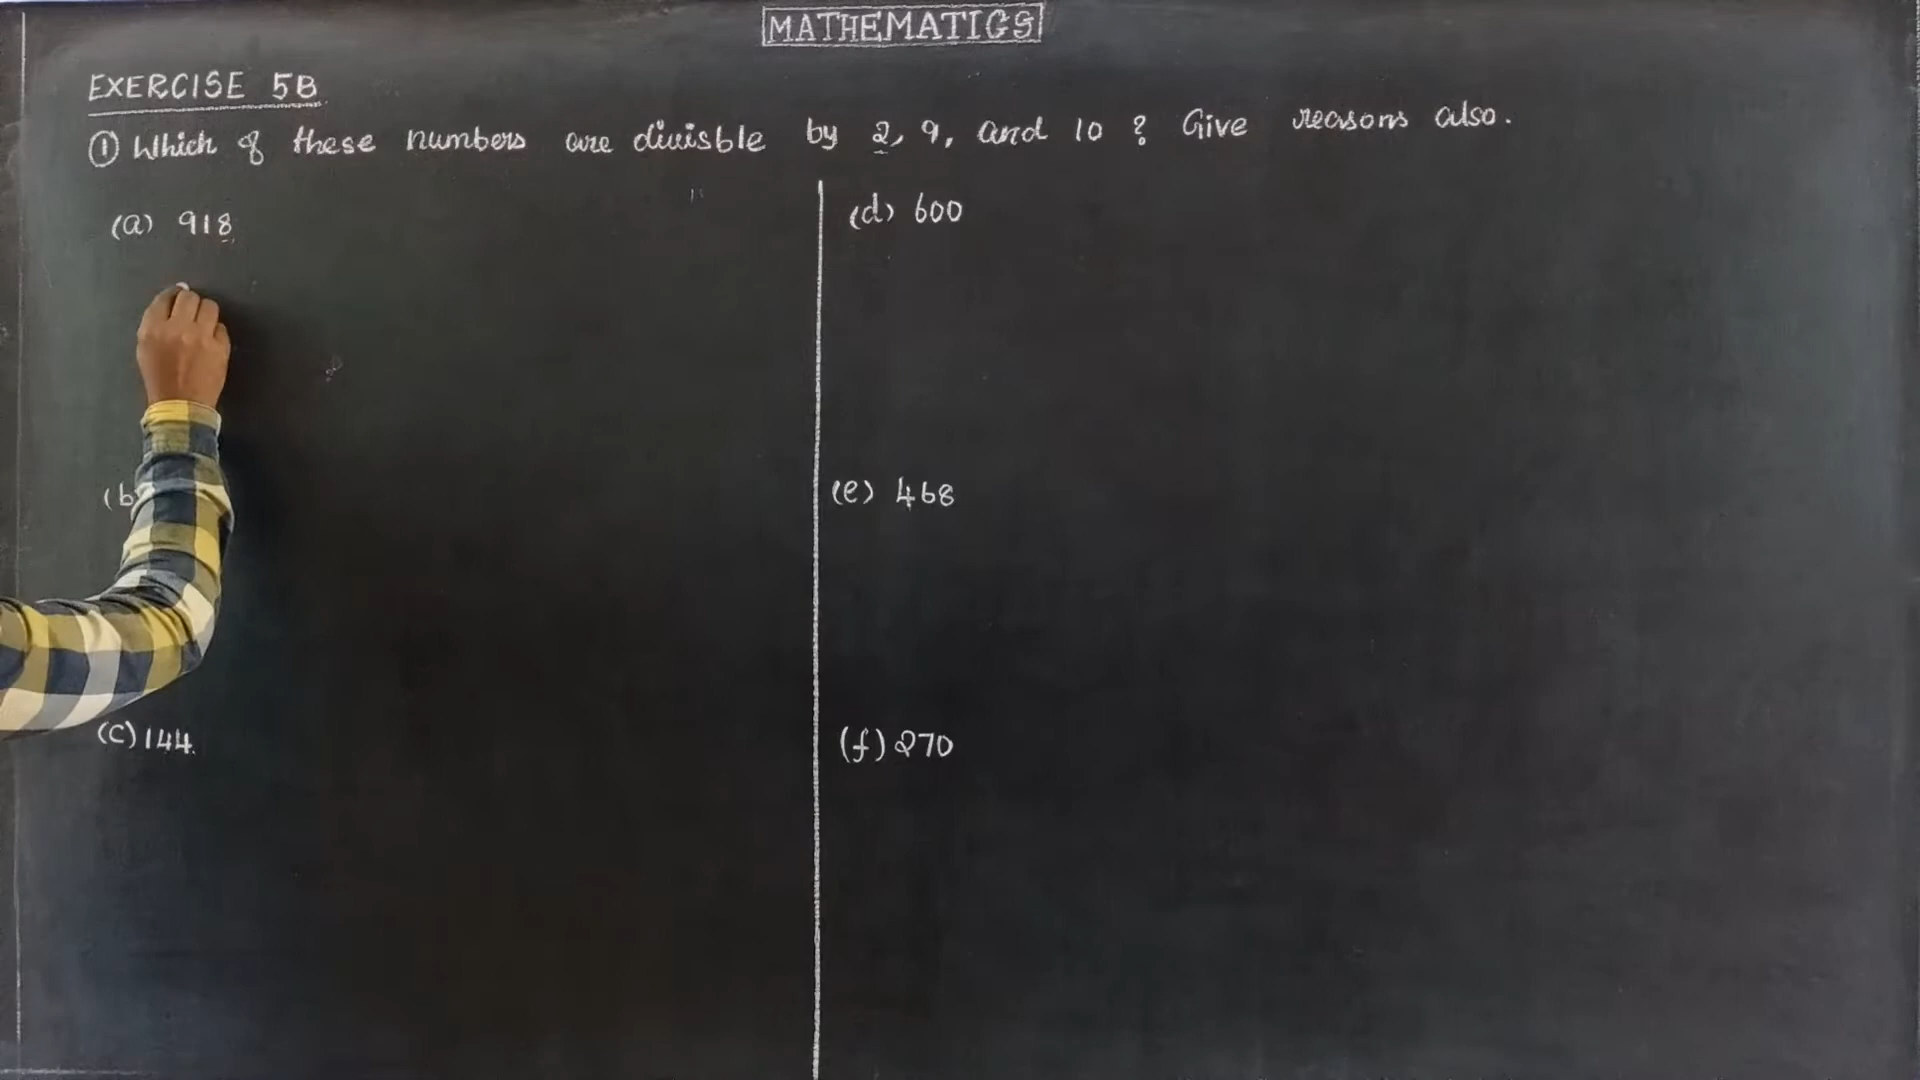 MATHEMATICS
EXERCISE 5B
① Which of these numbers are divisble by 2, 9, and 10 ? Give reasons also.
(a) 918
(b
(c) 144.
(d) 600
(e) 468
(f) 270